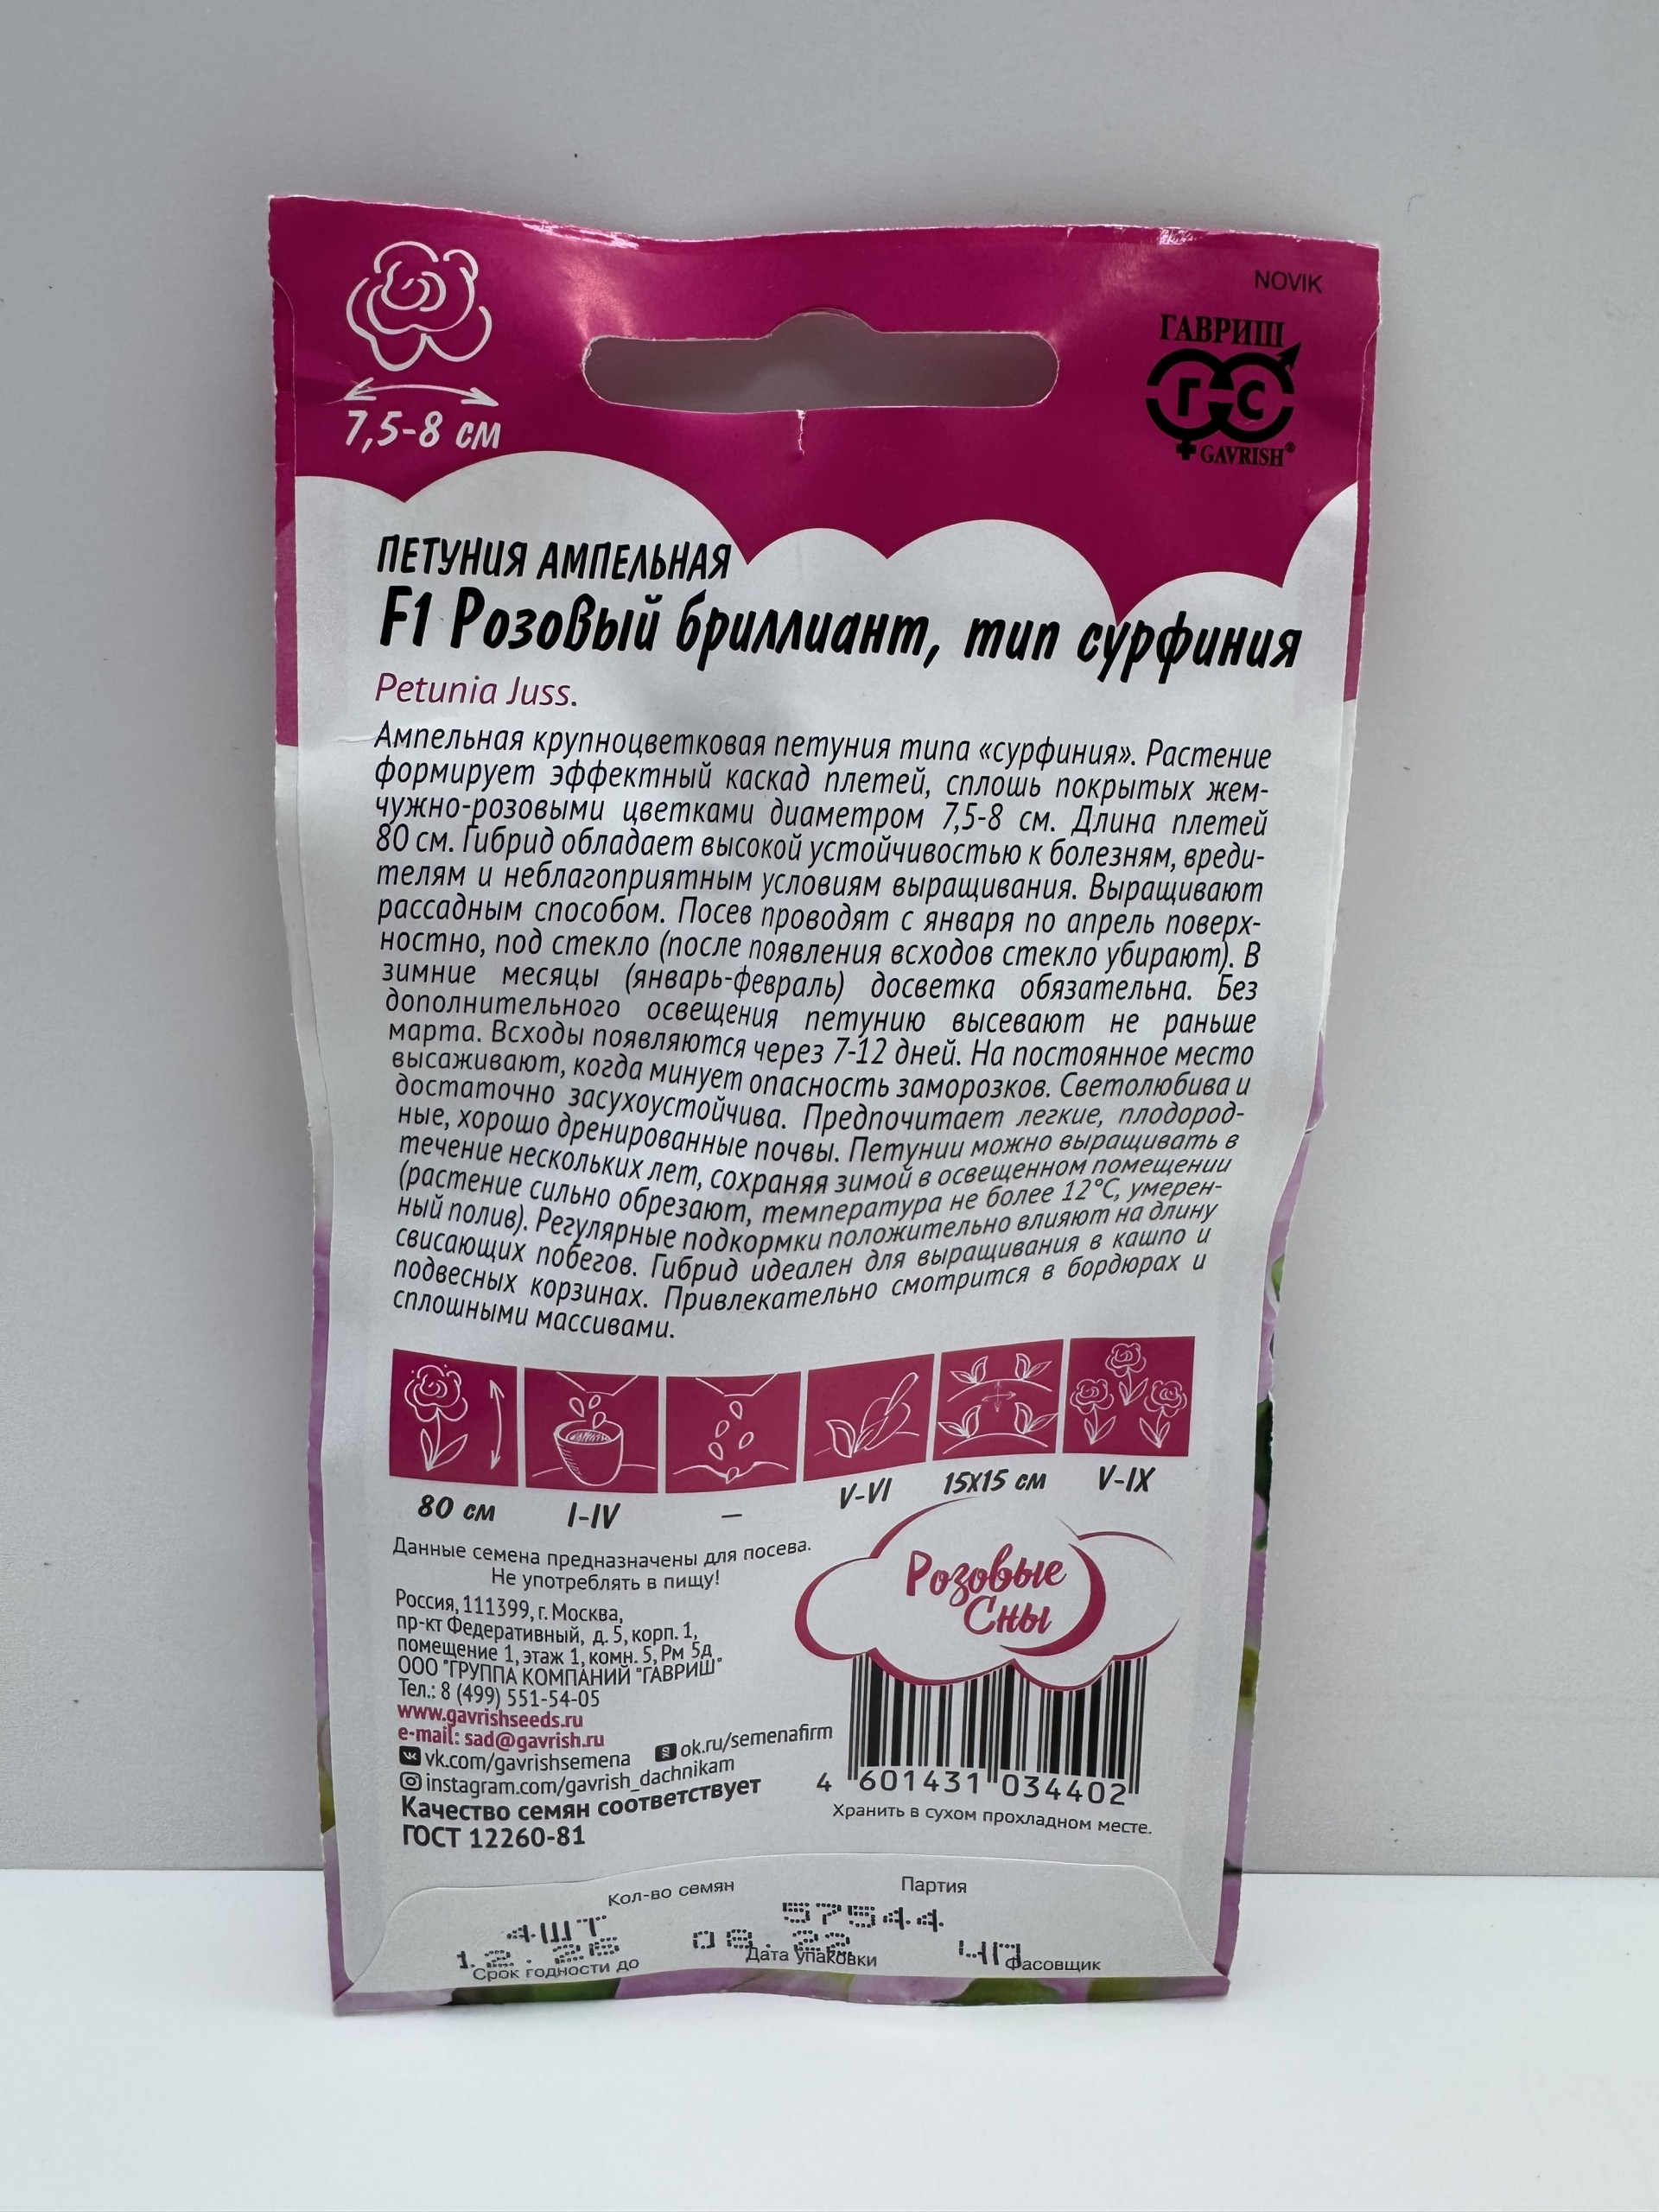 NOVIK
ГАВРИШ
Г С
GAVRISH®
7,5-8 см
ПЕТУНИЯ АМПЕЛЬНАЯ
F1 Розовый бриллиант, тип сурфиния
Petunia Juss.
Ампельная крупноцветковая петуния типа «сурфиния». Растение
формирует эффектный каскад плетей, сплошь покрытых жем-
чужно-розовыми цветками диаметром 7,5-8 см. Длина плетей
80 см. Гибрид обладает высокой устойчивостью к болезням, вреди-
телям и неблагоприятным условиям выращивания. Выращивают
рассадным способом. Посев проводят с января по апрель поверх-
ностно, под стекло (после появления всходов стекло убирают). В
зимние месяцы (январь-февраль) досветка обязательна. Без
дополнительного освещения петунию высевают не раньше
марта. Всходы появляются через 7-12 дней. На постоянное место
высаживают, когда минует опасность заморозков. Светолюбива и
достаточно засухоустойчива. Предпочитает легкие, плодород-
ные, хорошо дренированные почвы. Петунии можно выращивать в
течение нескольких лет, сохраняя зимой в освещенном помещении
(растение сильно обрезают, температура не более 12°С, умерен-
ный полив). Регулярные подкормки положительно влияют на длину
свисающих побегов. Гибрид идеален для выращивания в кашпо и
подвесных корзинах. Привлекательно смотрится в бордюрах и
сплошными массивами.
80 см I-IV — V-VI 15X15 см V-IX
Данные семена предназначены для посева.
Не употреблять в пищу!
Россия, 111399, г. Москва,
пр-кт Федеративный, д. 5, корп. 1,
помещение 1, этаж 1, комн. 5, Рм 5д
ООО "ГРУППА КОМПАНИЙ "ГАВРИШ"
Тел.: 8 (499) 551-54-05
www.gavrishseeds.ru
e-mail: sad@gavrish.ru
vk.com/gavrishsemena ok.ru/semenafirm
instagram.com/gavrish_dachnikam
Качество семян соответствует
ГОСТ 12260-81
Розовые
Сны
4 601431 034402
Хранить в сухом прохладном месте.
Кол-во семян Партия
4ШТ 57544
12.26 08.22 4П
Срок годности до Дата упаковки Фасовщик